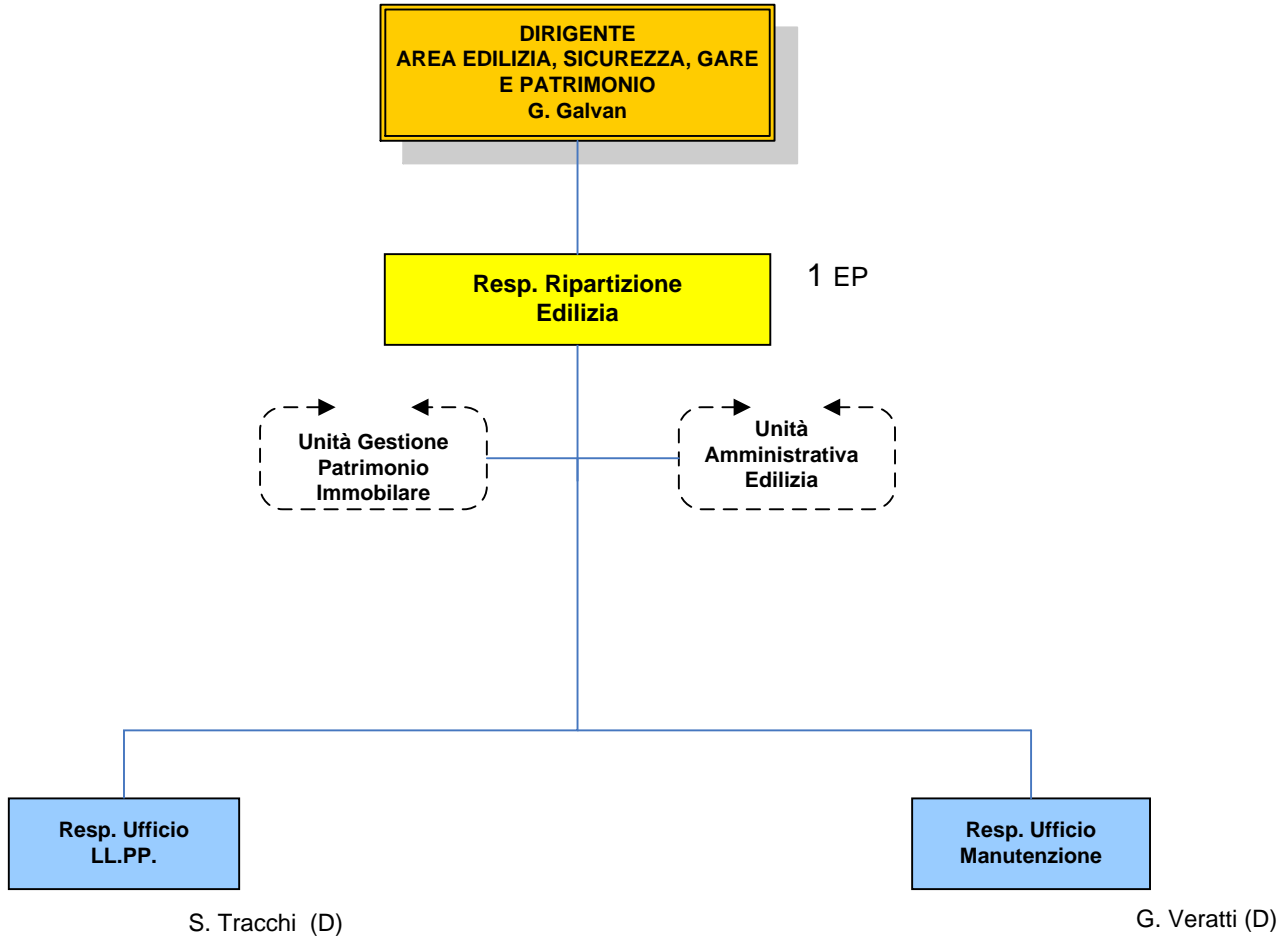 DIRIGENTE
AREA EDILIZIA, SICUREZZA, GARE
E PATRIMONIO
G. Galvan
Resp. Ripartizione
Edilizia
1 EP
Unità Gestione
Patrimonio
Immobilare
Unità
Amministrativa
Edilizia
Resp. Ufficio
LL.PP.
S. Tracchi (D)
Resp. Ufficio
Manutenzione
G. Veratti (D)